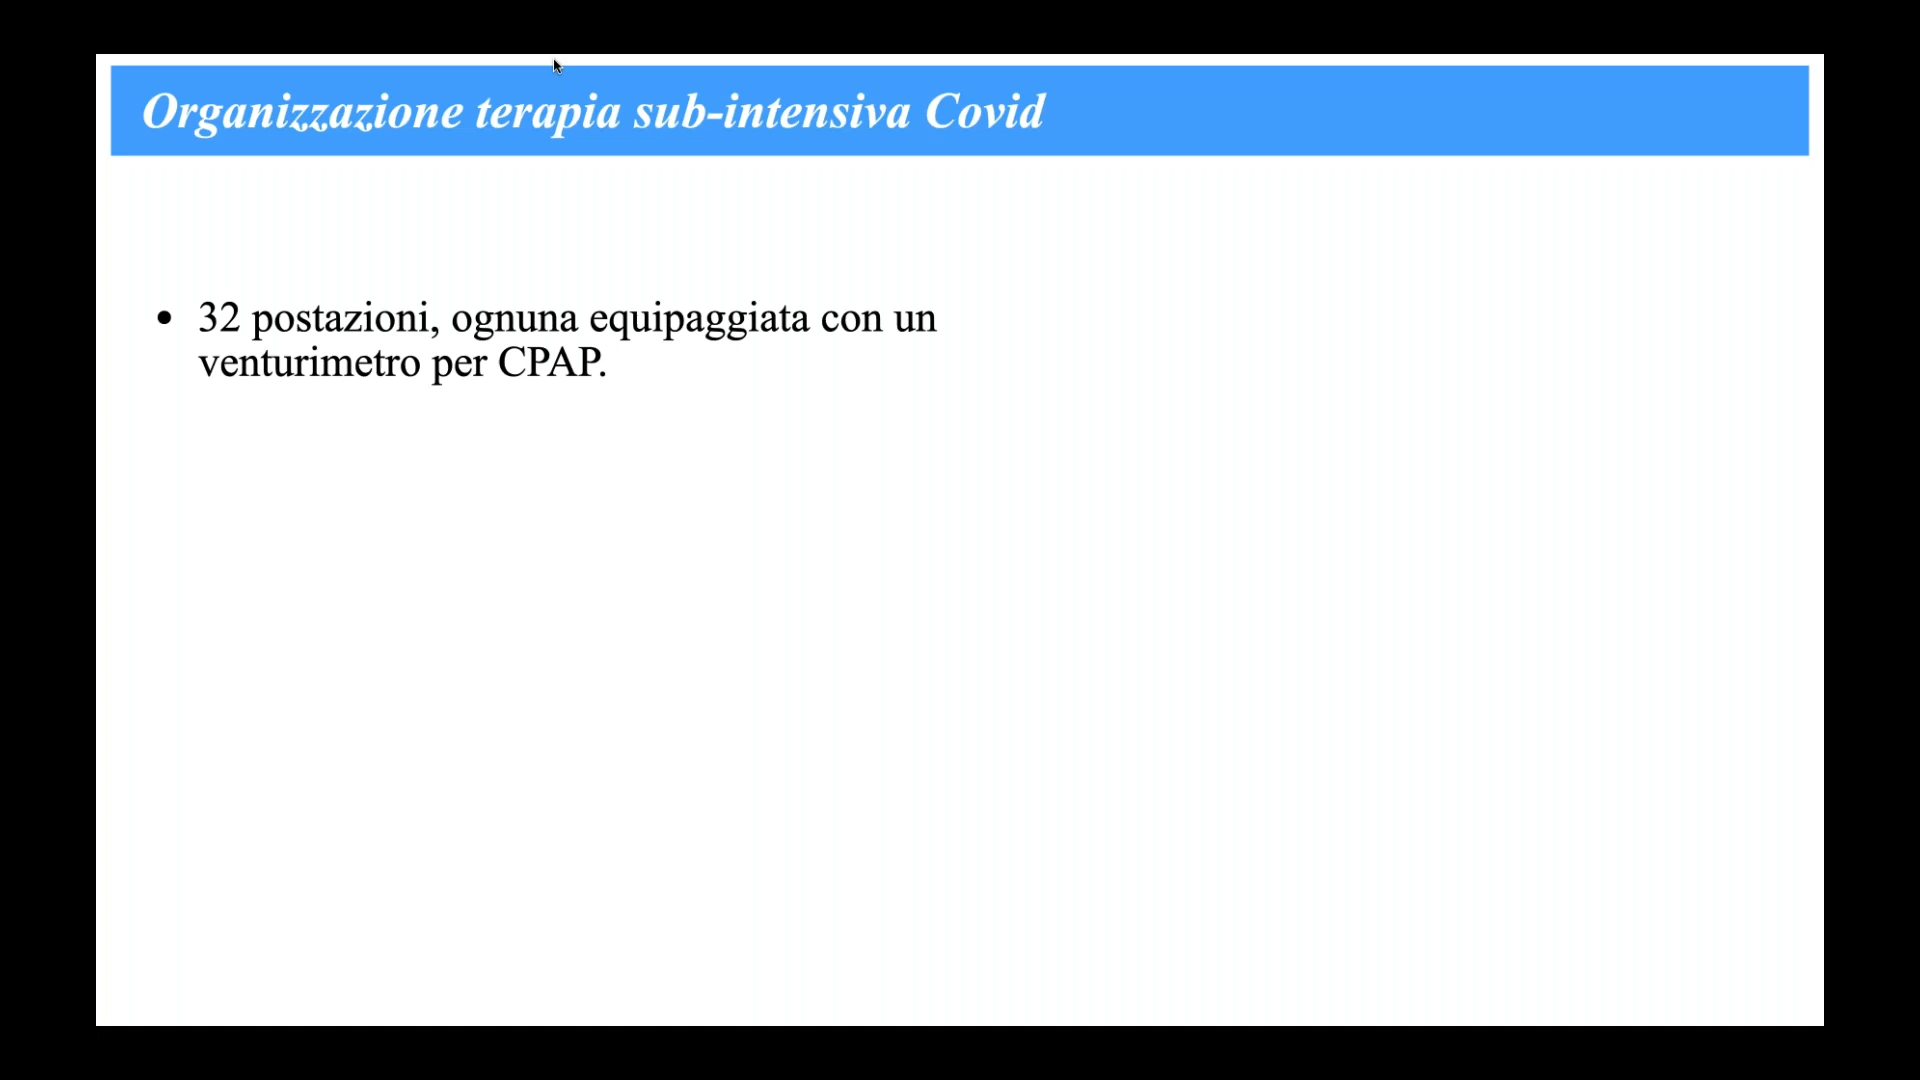 Organizzazione terapia sub-intensiva Covid
• 32 postazioni, ognuna equipaggiata con un
venturimetro per CPAP.